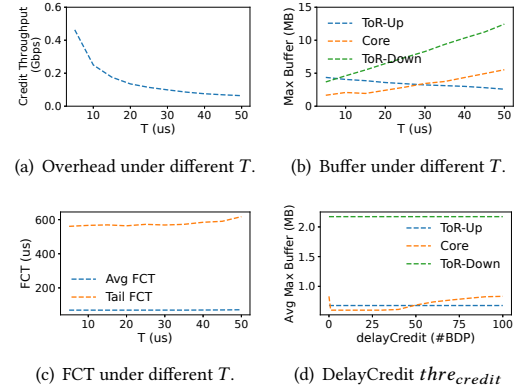 0.6
0.4
0.2
0.0
Credit Throughput
(Gbps)
10 20 30 40 50
T (us)
(a) Overhead under different T.
15
10
5
0
Max Buffer (MB)
ToR-Up
Core
ToR-Down
10 20 30 40 50
T (us)
(b) Buffer under different T.
600
400
200
FCT (us)
Avg FCT
Tail FCT
10 20 30 40 50
T (us)
(c) FCT under different T.
2.0
1.5
1.0
0.5
Avg Max Buffer (MB)
ToR-Up
Core
ToR-Down
0 25 50 75 100
delayCredit (#BDP)
(d) DelayCredit thre_credit